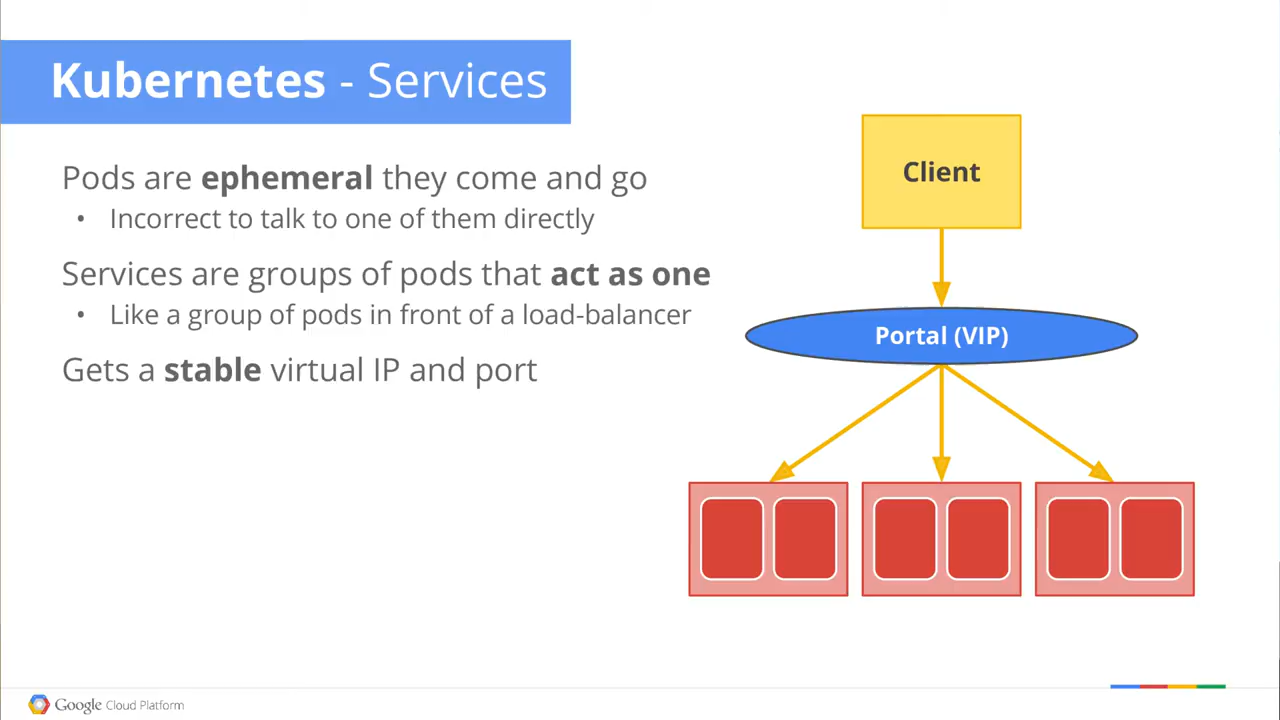 Kubernetes - Services
Pods are ephemeral they come and go
• Incorrect to talk to one of them directly
Services are groups of pods that act as one
• Like a group of pods in front of a load-balancer
Gets a stable virtual IP and port
Client
Portal (VIP)
Google Cloud Platform